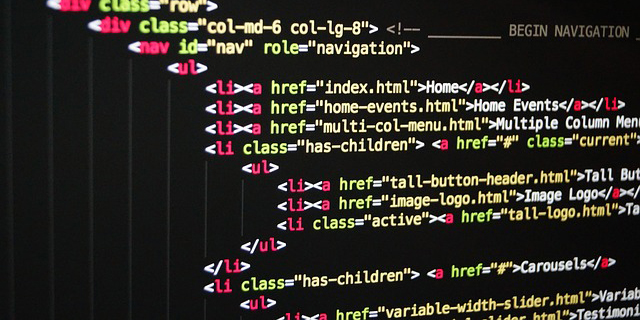 <div class="row">
<div class="col-md-6 col-lg-8"> <!-- ________ BEGIN NAVIGATION
<nav id="nav" role="navigation">
<ul>
<li><a href="index.html">Home</a></li>
<li><a href="home-events.html">Home Events</a></li>
<li><a href="multi-col-menu.html">Multiple Column Menu
<li class="has-children"> <a href="#" class="current"
<ul>
<li><a href="tall-button-header.html">Tall But
<li><a href="image-logo.html">Image Logo</a></
<li class="active"><a href="tall-logo.html">Ta
</ul>
</li>
<li class="has-children"> <a href="#">Carousels</a>
<ul>
<li><a href="variable-width-slider.html">Variab
slider.html">Testimoni